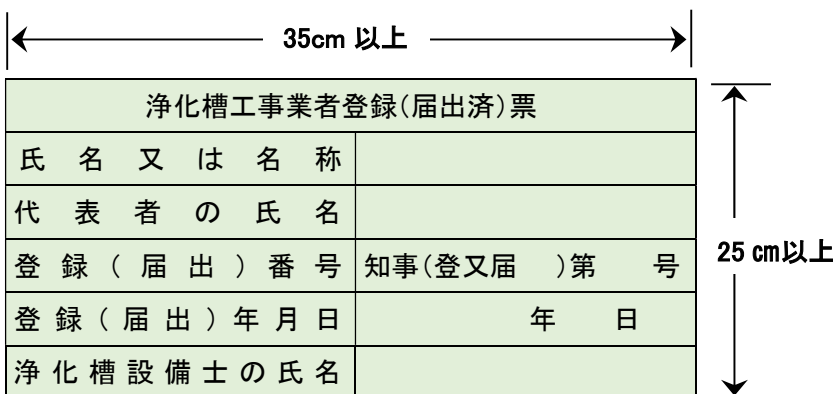 35cm 以上
浄化槽工事業者登録(届出済)票
氏名又は名称
代表者の氏名
登録(届出)番号 知事(登又届 )第 号
登録(届出)年月日 年 日
浄化槽設備士の氏名
25 ㎝以上